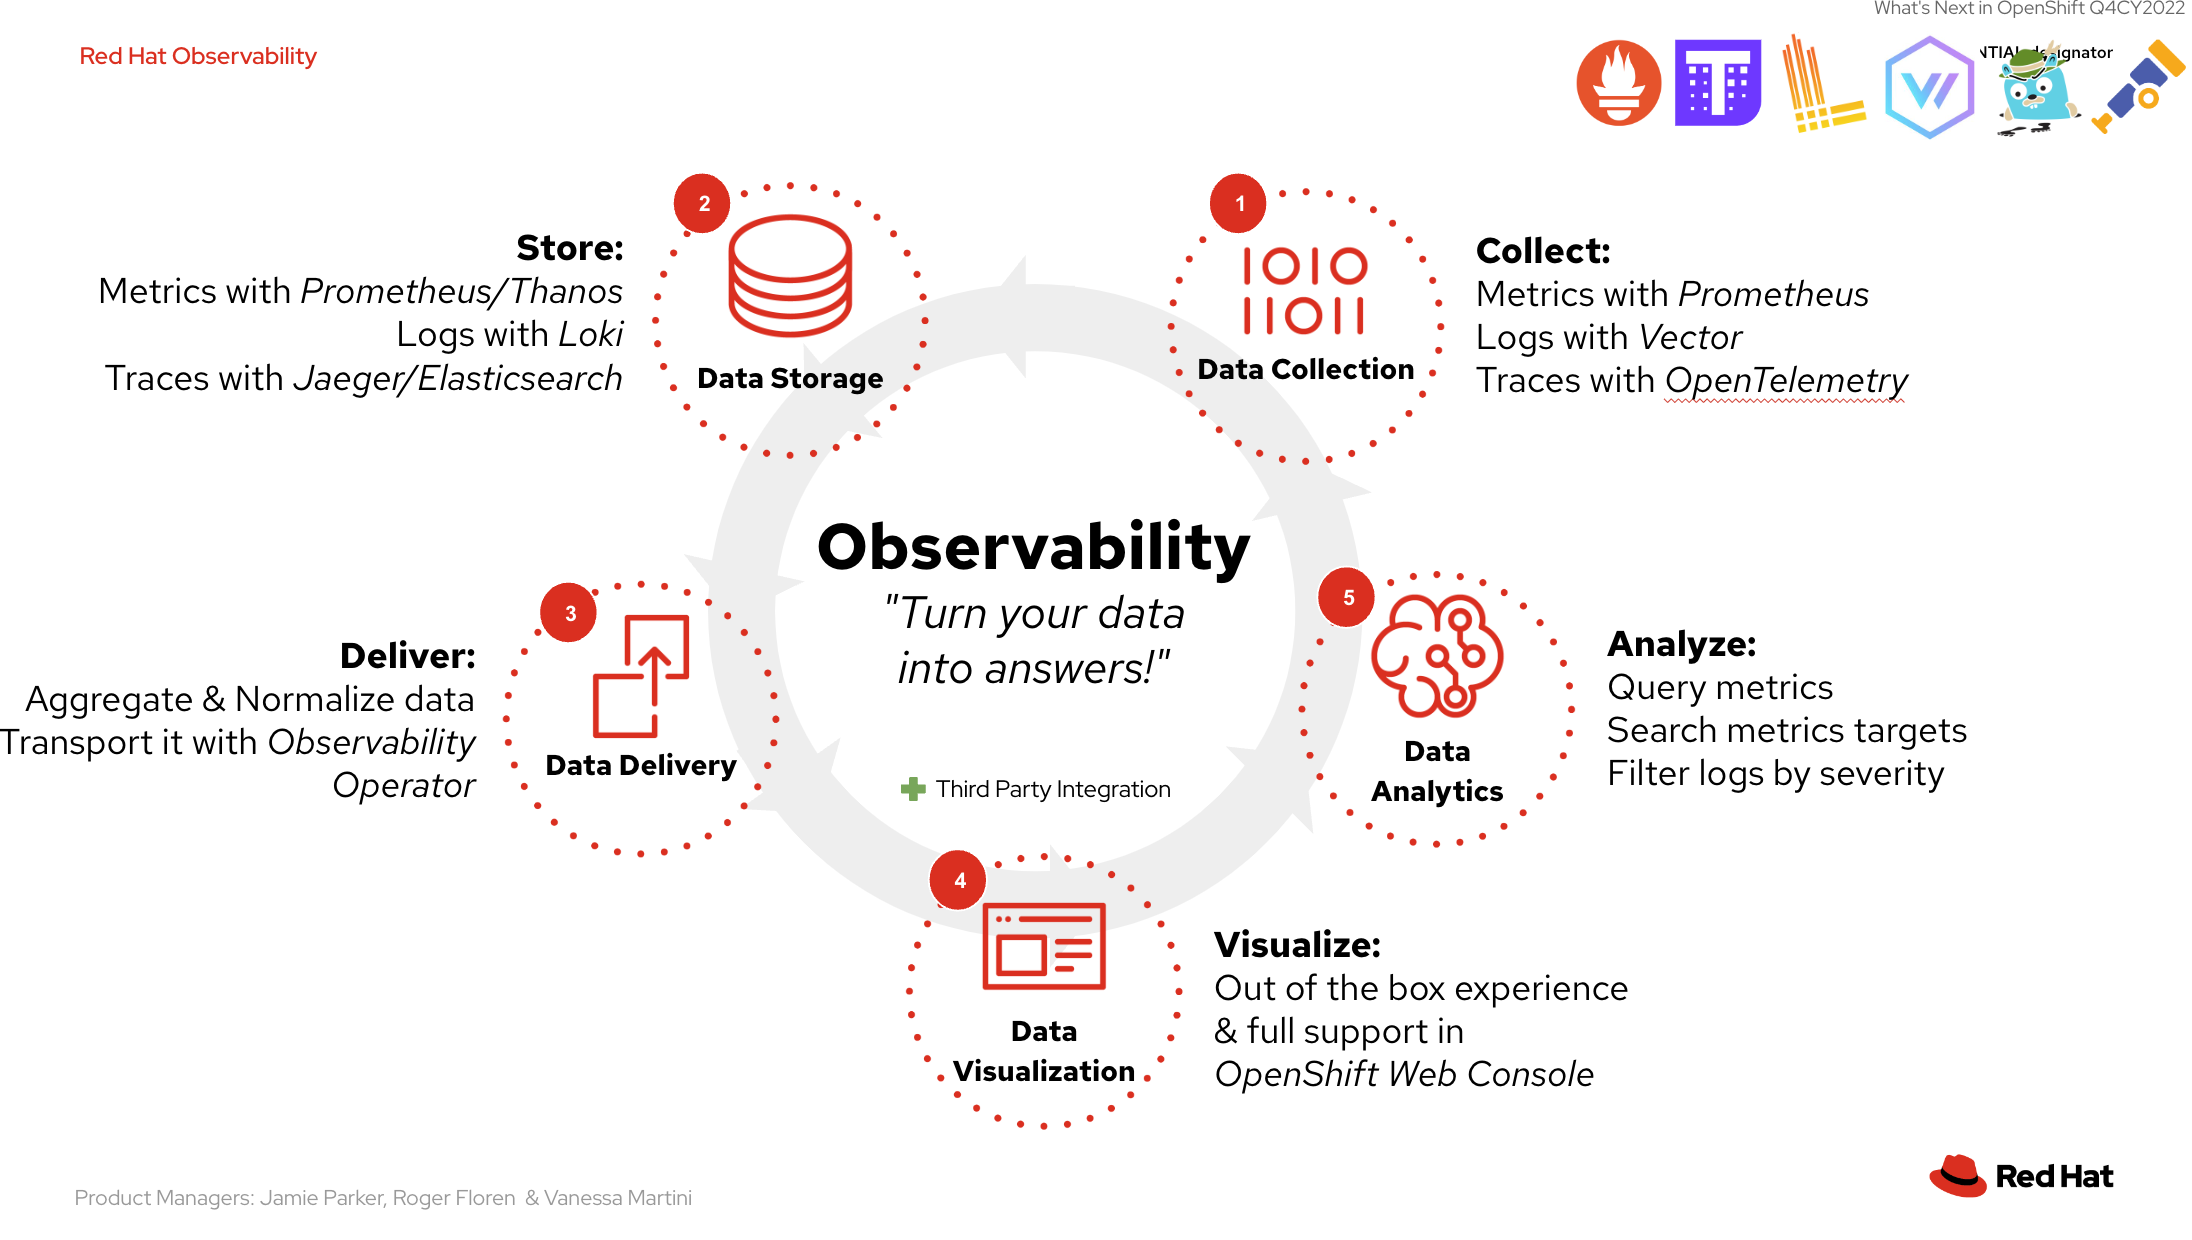 What's Next in OpenShift Q4CY2022
Red Hat Observability
NTIAL designator
2
Store:
Metrics with Prometheus/Thanos
Logs with Loki
Traces with Jaeger/Elasticsearch
Data Storage
1
1010
11011
Data Collection
Collect:
Metrics with Prometheus
Logs with Vector
Traces with OpenTelemetry
Observability
"Turn your data
into answers!"
Third Party Integration
3
Deliver:
Aggregate & Normalize data
Transport it with Observability
Operator
Data Delivery
5
Data
Analytics
Analyze:
Query metrics
Search metrics targets
Filter logs by severity
4
Data
Visualization
Visualize:
Out of the box experience
& full support in
OpenShift Web Console
Product Managers: Jamie Parker, Roger Floren & Vanessa Martini
Red Hat